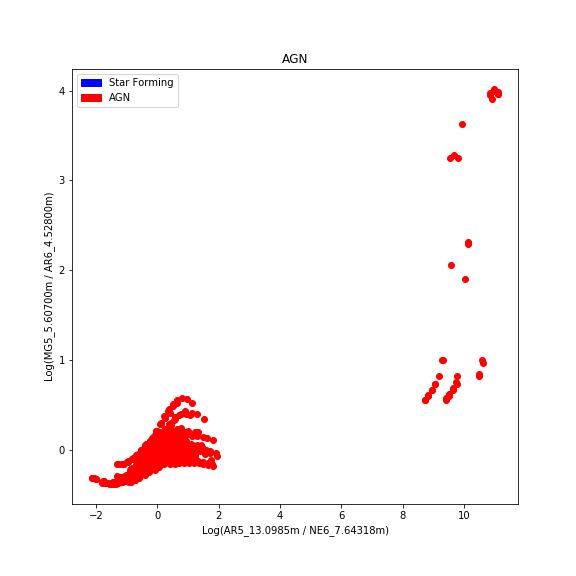 AGN
Star Forming
AGN
Log(MG5_5.60700m / AR6_4.52800m)
4
3
2
1
0
−2
0
2
4
6
8
10
Log(AR5_13.0985m / NE6_7.64318m)